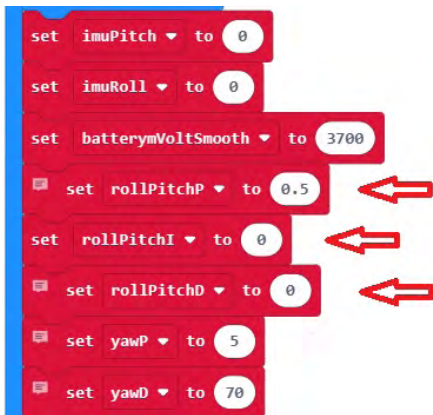 set imuPitch to 0
set imuRoll to 0
set batterymVoltSmooth to 3700
set rollPitchP to 0.5
set rollPitchI to 0
set rollPitchD to 0
set yawP to 5
set yawD to 70